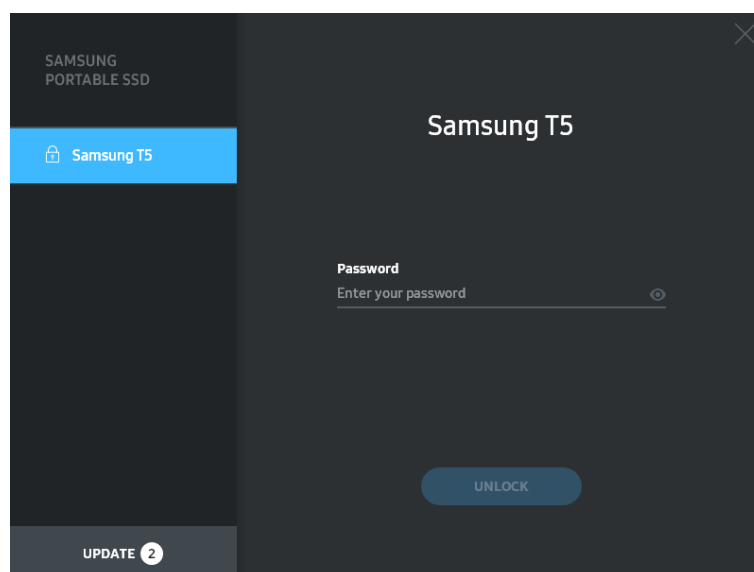 SAMSUNG
PORTABLE SSD
Samsung T5
Samsung T5
Password
Enter your password
UNLOCK
UPDATE 2